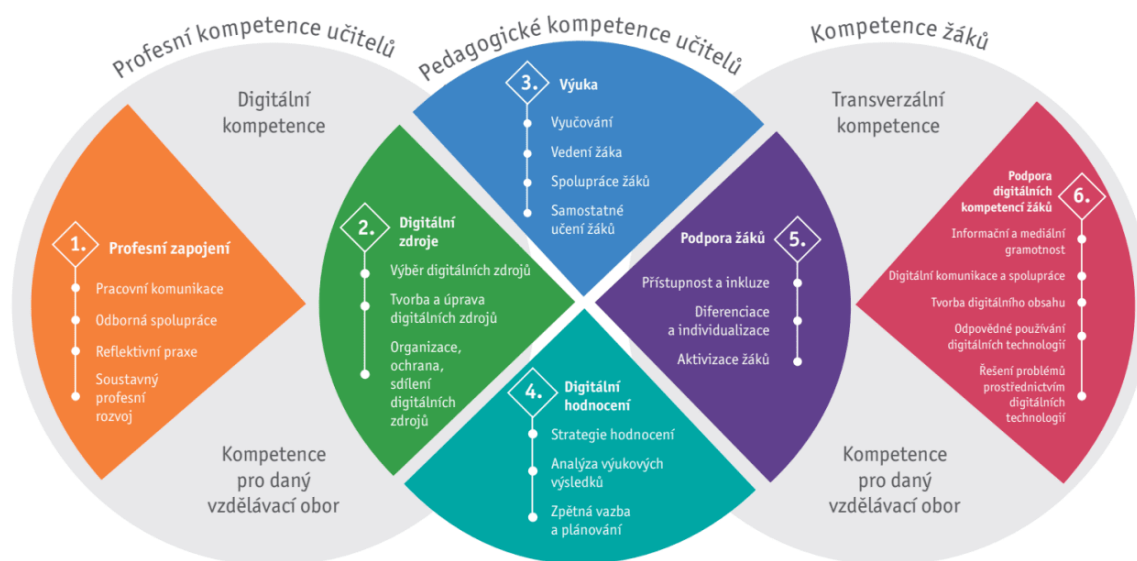 Profesní kompetence učitelů
Pedagogické kompetence učitelů
Kompetence žáků
Digitální
kompetence
Transverzální
kompetence
1.
Profesní zapojení
Pracovní komunikace
Odborná spolupráce
Reflektivní praxe
Soustavný
profesní
rozvoj
2.
Digitální
zdroje
Výběr digitálních zdrojů
Tvorba a úprava
digitálních zdrojů
Organizace,
ochrana,
sdílení
digitálních
zdrojů
3.
Výuka
Vyučování
Vedení žáka
Spolupráce žáků
Samostatné
učení žáků
4.
Digitální
hodnocení
Strategie hodnocení
Analýza výukových
výsledků
Zpětná vazba
a plánování
Podpora žáků
5.
Přístupnost a inkluze
Diferenciace
a individualizace
Aktivizace žáků
Podpora
digitálních
kompetencí žáků
6.
Informační a mediální
gramotnost
Digitální komunikace a spolupráce
Tvorba digitálního obsahu
Odpovědné používání
digitálních technologií
Řešení problémů
prostřednictvím
digitálních
technologií
Kompetence
pro daný
vzdělávací obor
Kompetence
pro daný
vzdělávací obor